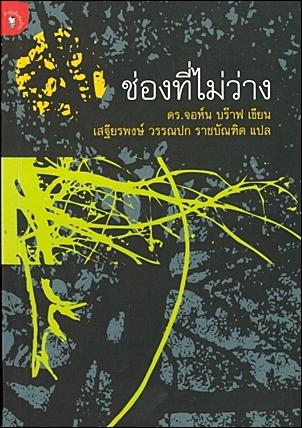 ช่องที่ไม่ว่าง
ดร.จอห์น บร๊าฟ เขียน
เสฐียรพงษ์ วรรณปก ราชบัณฑิต แปล